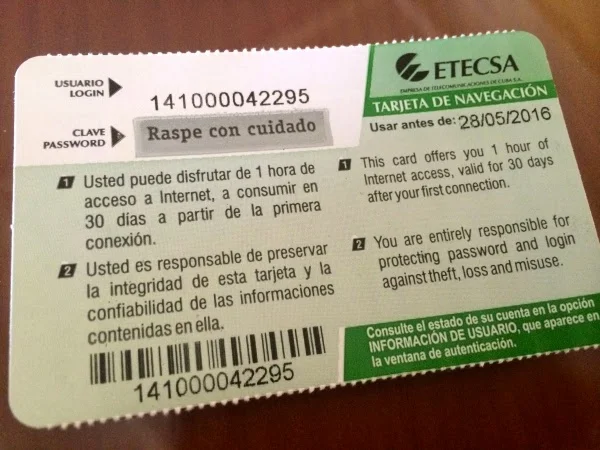 USUARIO
LOGIN
141000042295
CLAVE
PASSWORD
Raspe con cuidado
ETECSA
EMPRESA DE TELECOMUNICACIONES DE CUBA S.A.
TARJETA DE NAVEGACIÓN
Usar antes de: 28/05/2016
1 Usted puede disfrutar de 1 hora de
acceso a Internet, a consumir en
30 días a partir de la primera
conexión.
2 Usted es responsable de preservar
la integridad de esta tarjeta y la
confiabilidad de las informaciones
contenidas en ella.
141000042295
1 This card offers you 1 hour of
Internet access, valid for 30 days
after your first connection.
2 You are entirely responsible for
protecting password and login
against theft, loss and misuse.
Consulte el estado de su cuenta en la opción
INFORMACIÓN DE USUARIO, que aparece en
la ventana de autenticación.